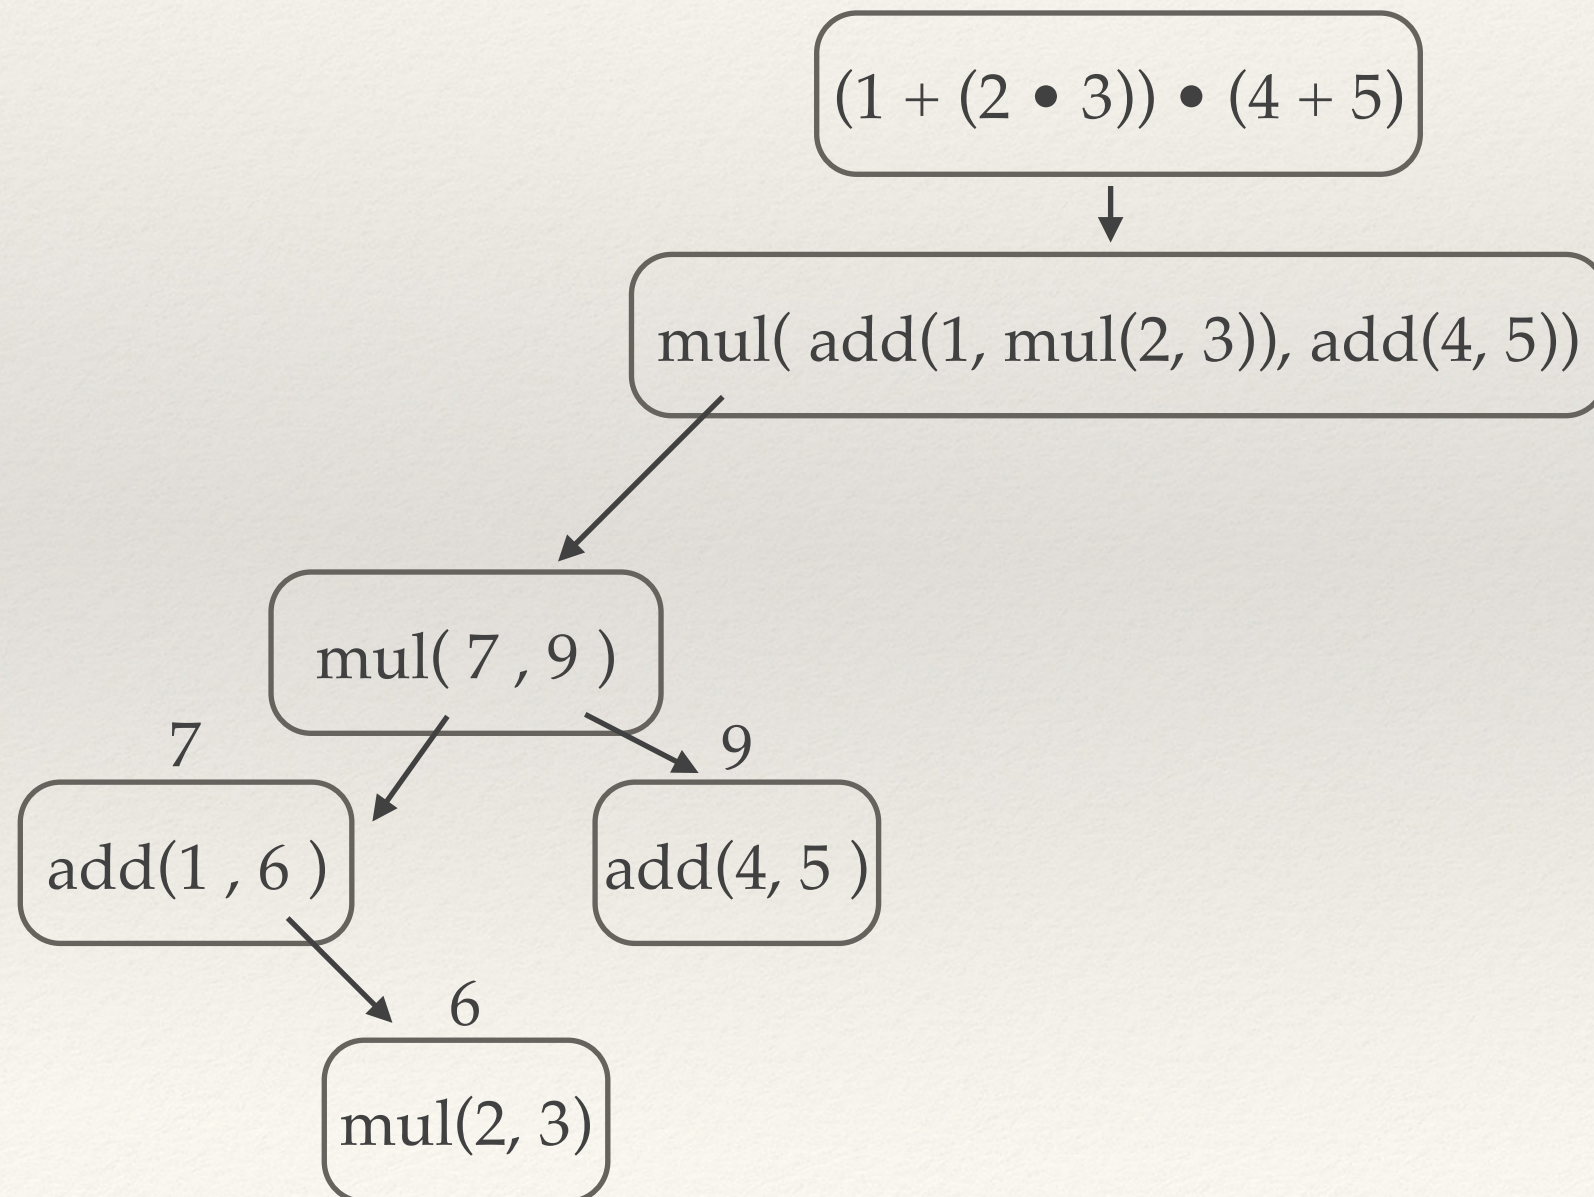 (1 + (2 • 3)) • (4 + 5)
mul( add(1, mul(2, 3)), add(4, 5))
mul( 7 , 9 )
7
9
add(1 , 6 )
add(4, 5 )
6
mul(2, 3)